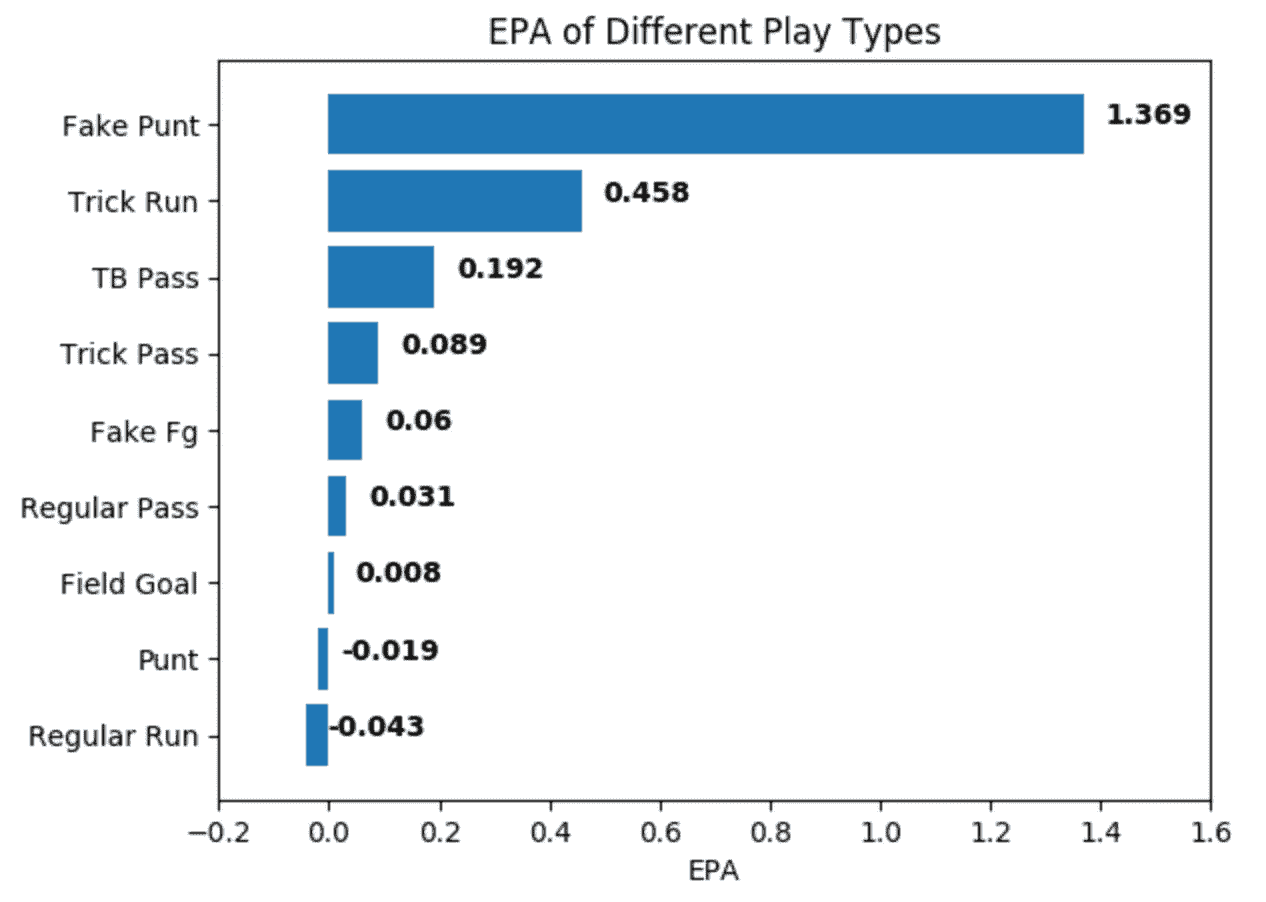 EPA of Different Play Types
Fake Punt
1.369
Trick Run
0.458
TB Pass
0.192
Trick Pass
0.089
Fake Fg
0.06
Regular Pass
0.031
Field Goal
0.008
Punt
-0.019
Regular Run
-0.043
−0.2 0.0 0.2 0.4 0.6 0.8 1.0 1.2 1.4 1.6
EPA